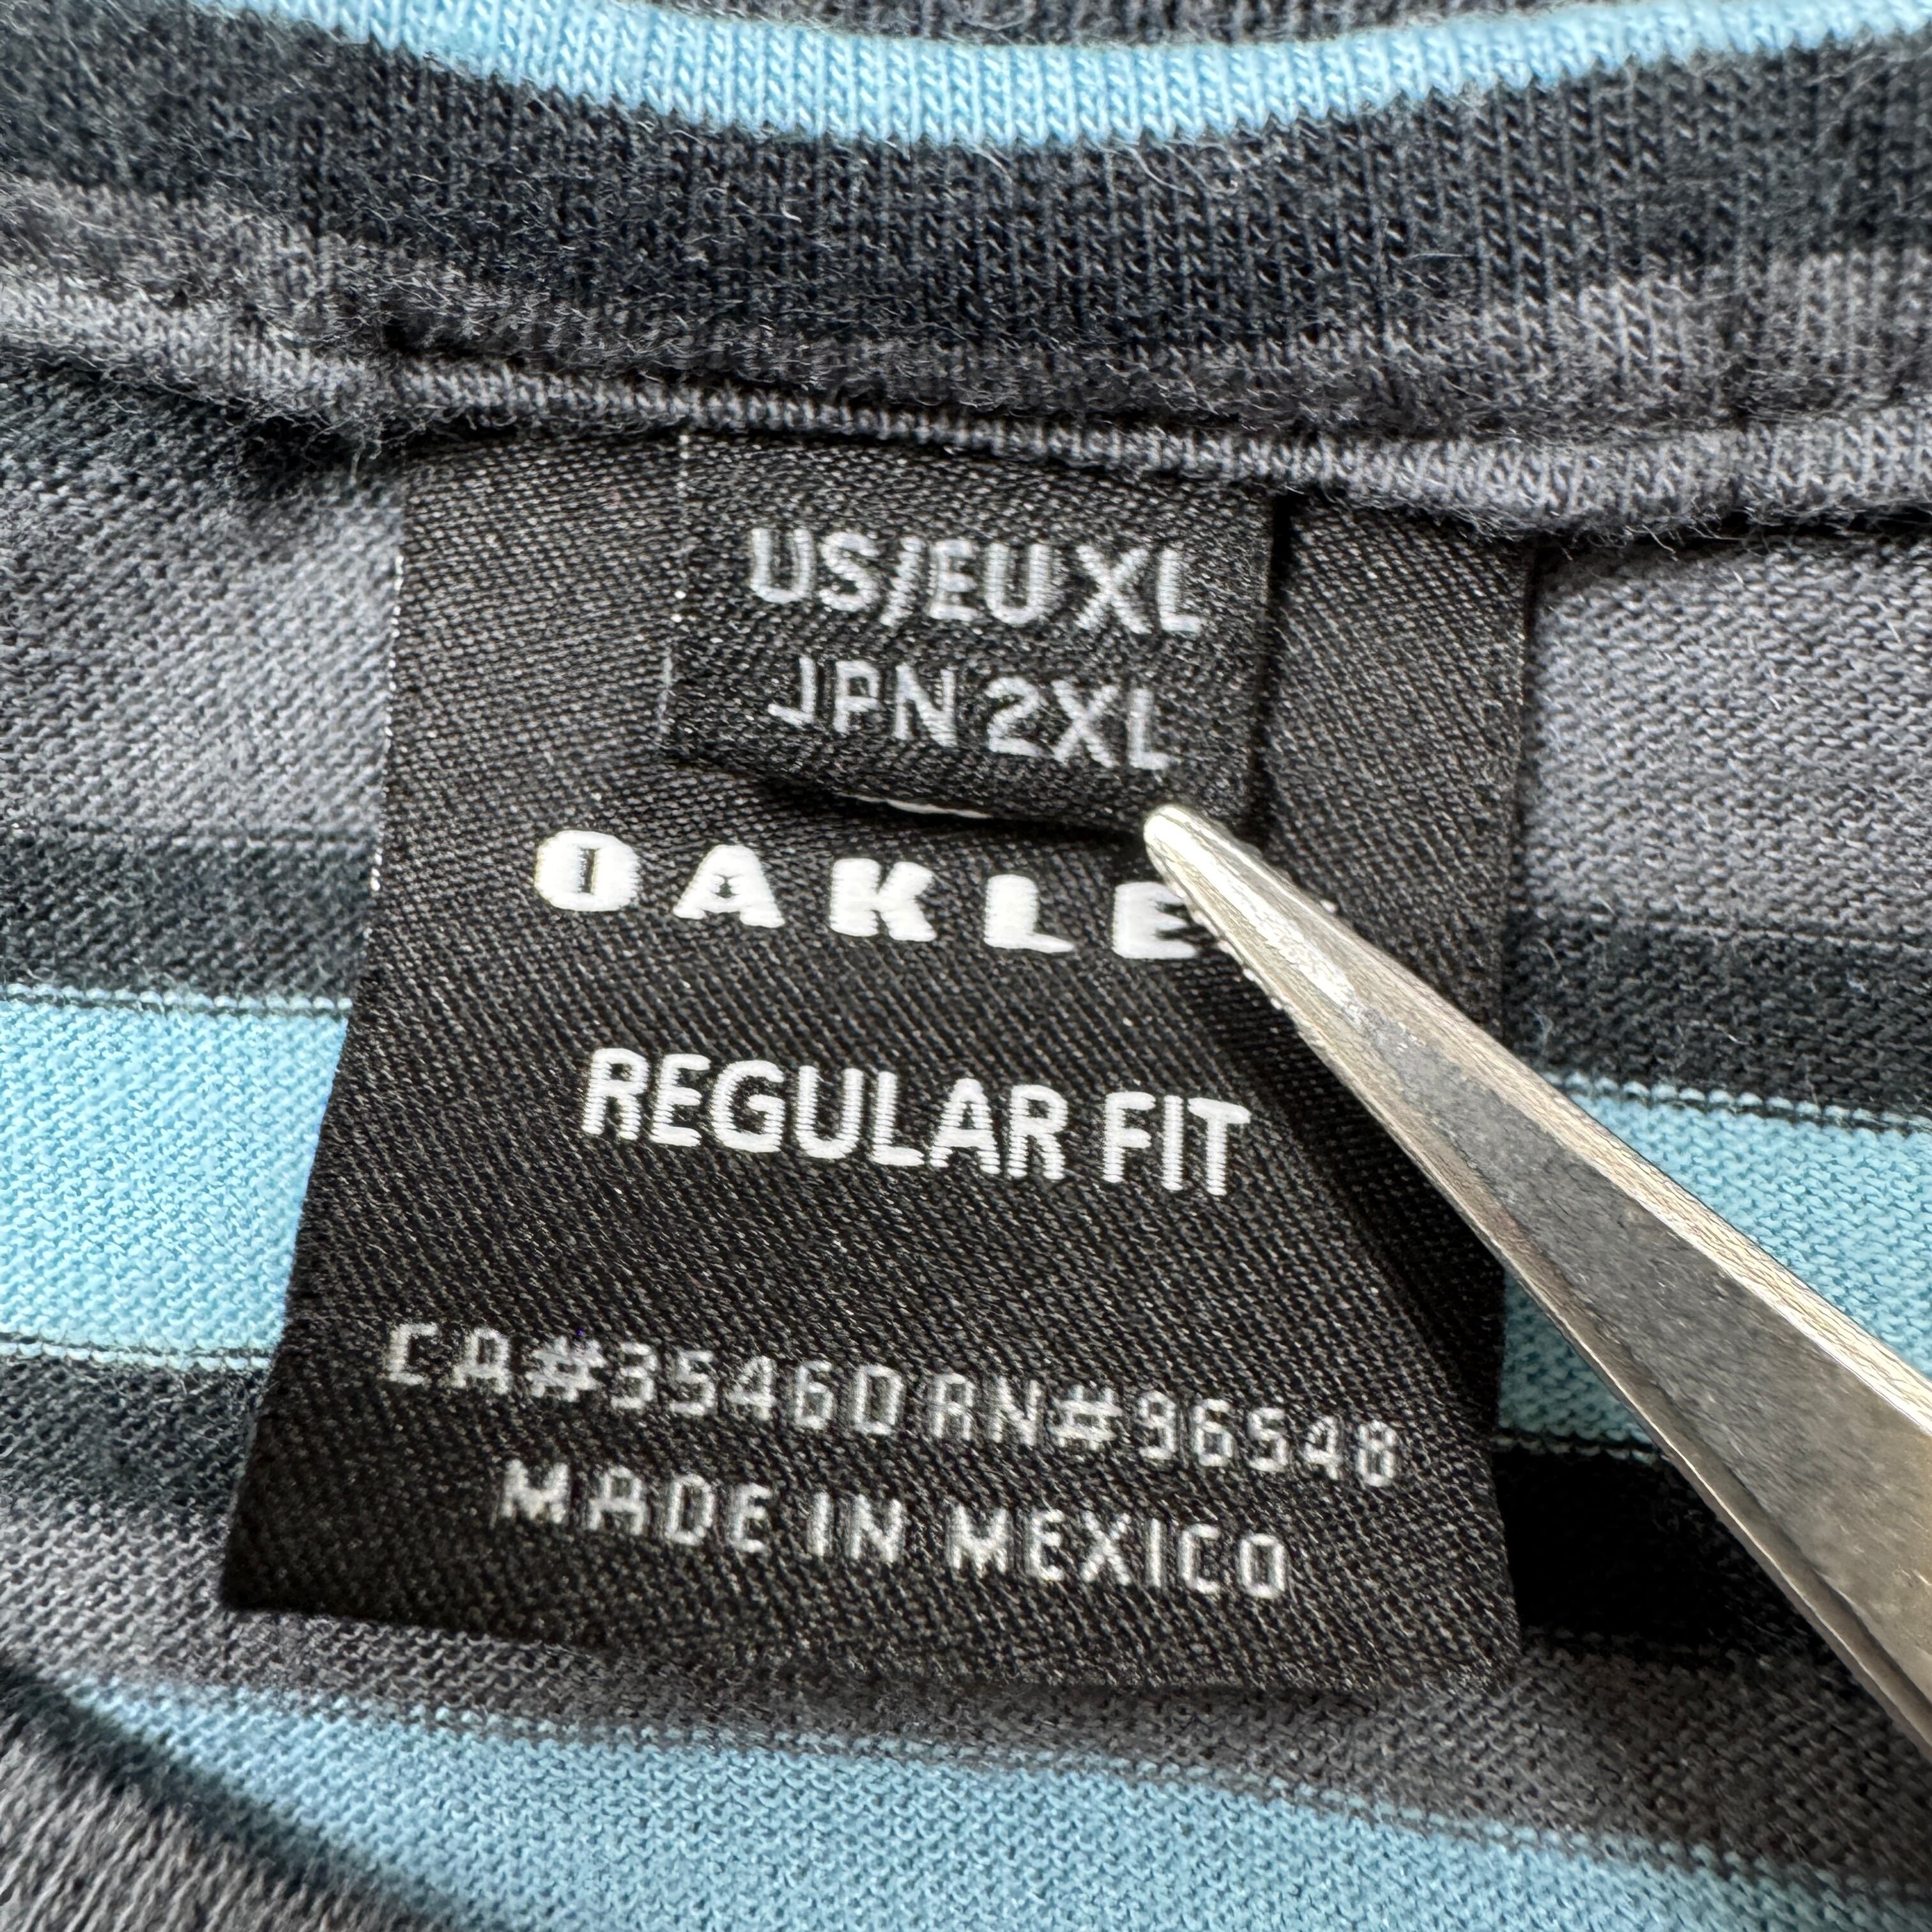 US/EU XL
JPN 2XL
OAKLE
REGULAR FIT
CA#35460 RN#96548
MADE IN MEXICO